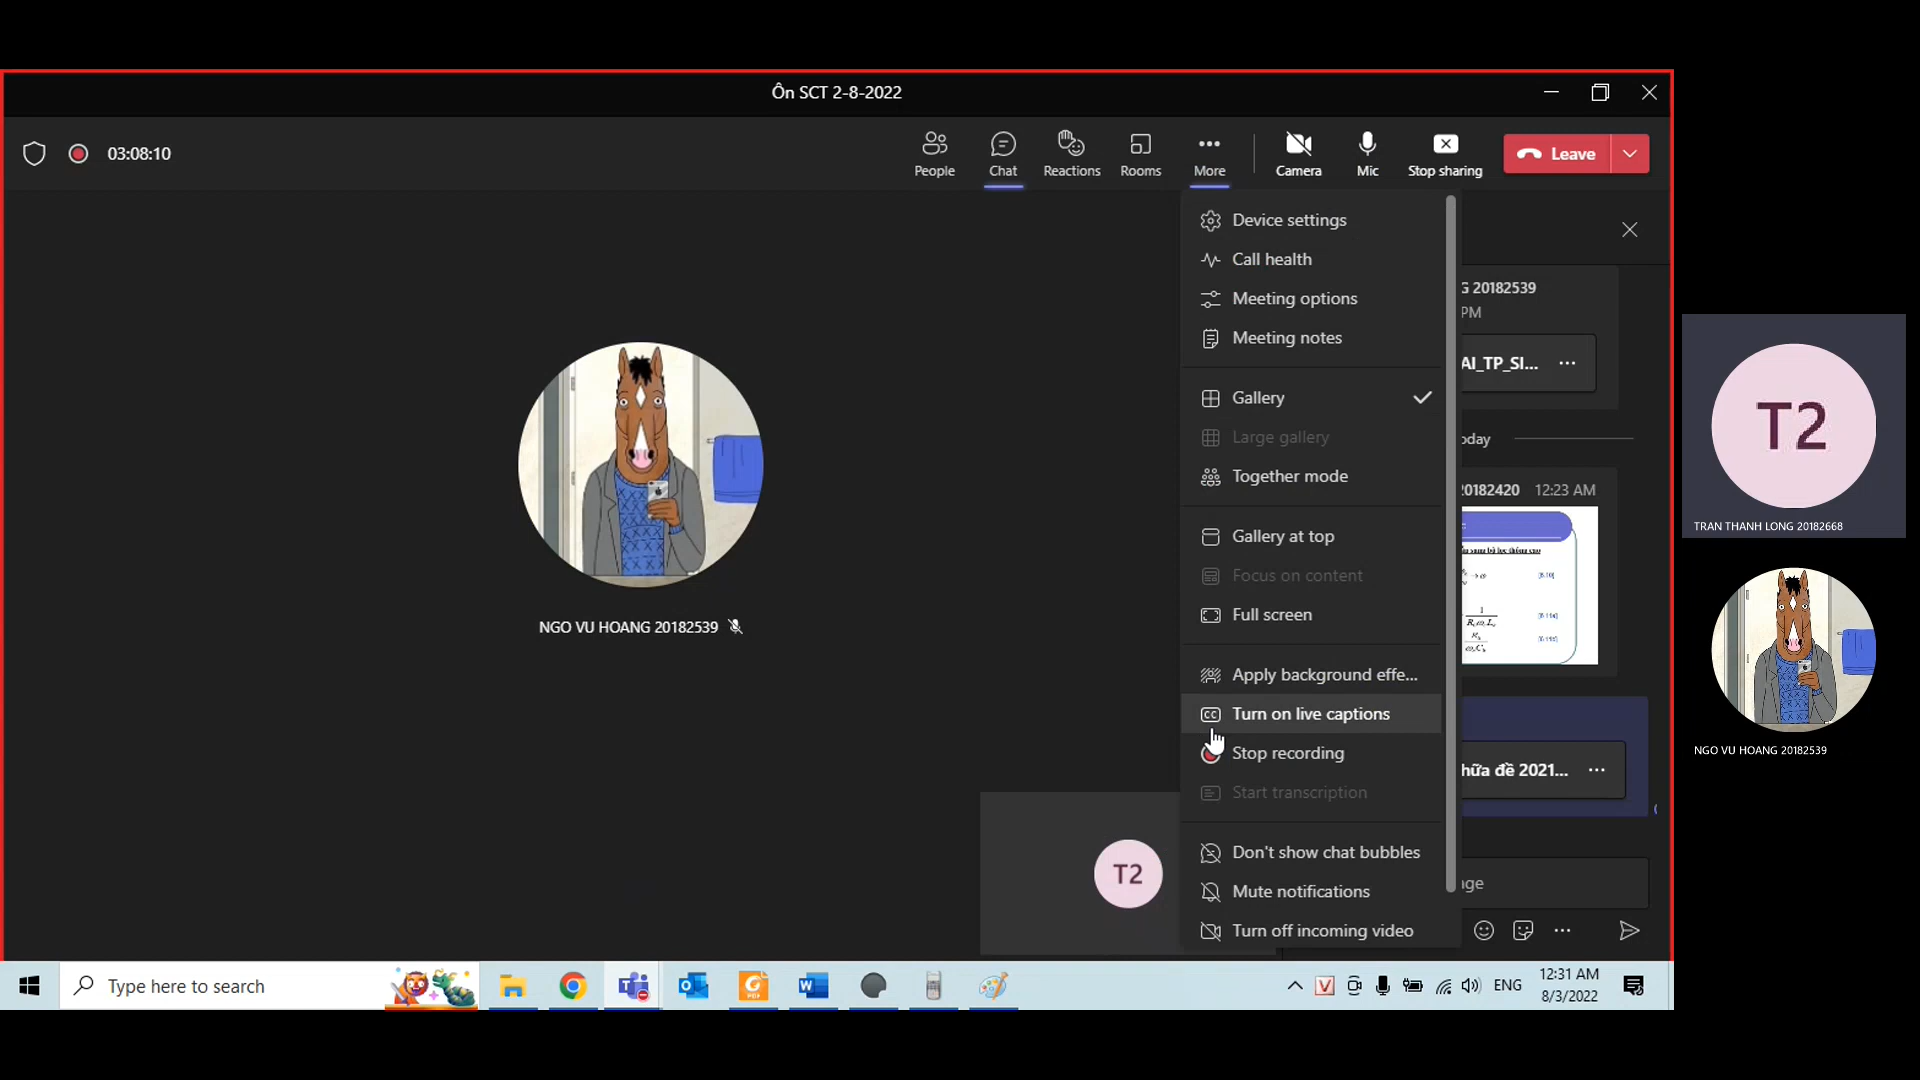 Ôn SCT 2-8-2022
03:08:10
People
Chat
Reactions
Rooms
More
Camera
Mic
Stop sharing
Leave
Device settings
Call health
Meeting options
Meeting notes
Gallery
Large gallery
Together mode
Gallery at top
Focus on content
Full screen
Apply background effe...
Turn on live captions
Stop recording
Start transcription
Don't show chat bubbles
Mute notifications
Turn off incoming video
G 20182539
PM
AI_TP_SI...
oday
20182420 12:23 AM
[6-10]
hữa đề 2021...
age
NGO VU HOANG 20182539
T2
T2
TRAN THANH LONG 20182668
NGO VU HOANG 20182539
Type here to search
ENG
12:31 AM
8/3/2022